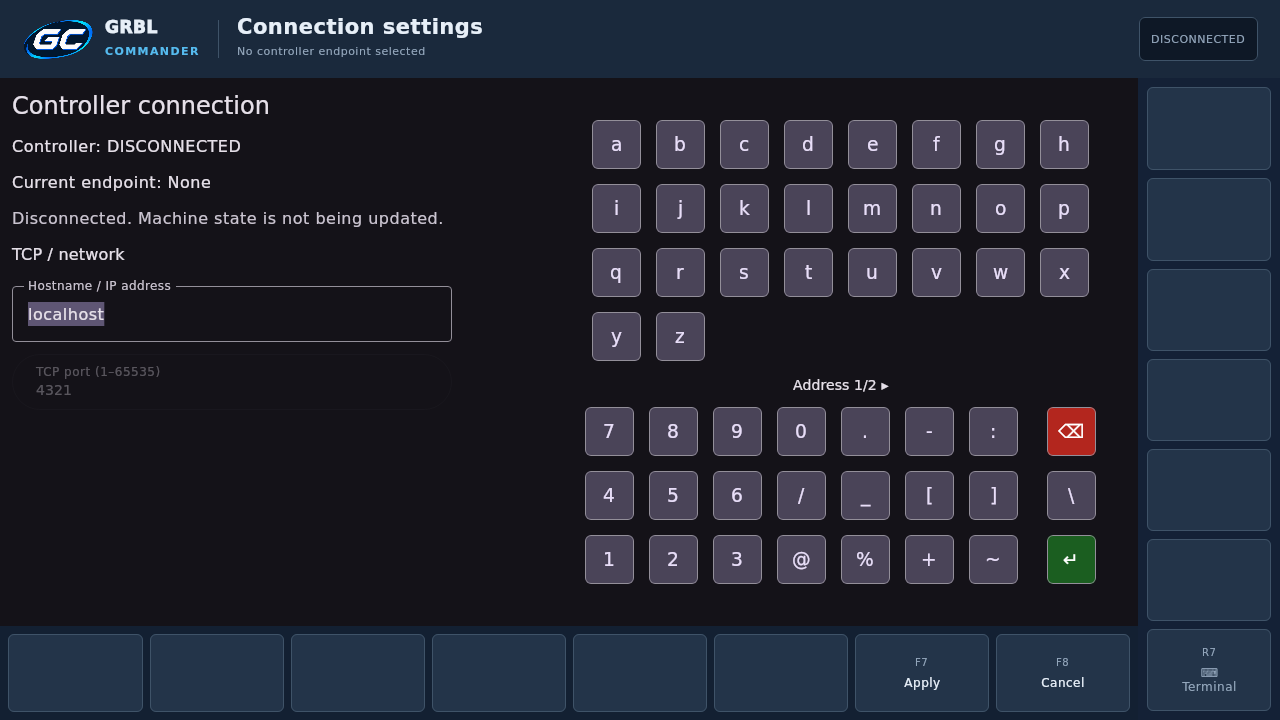 GC
GRBL
COMMANDER
Connection settings
No controller endpoint selected
DISCONNECTED
Controller connection
Controller: DISCONNECTED
Current endpoint: None
Disconnected. Machine state is not being updated.
TCP / network
Hostname / IP address
localhost
TCP port (1–65535)
4321
a b c d e f g h
i j k l m n o p
q r s t u v w x
y z
Address 1/2 ▸
7 8 9 0 . - : ⌫
4 5 6 / _ [ ] \
1 2 3 @ % + ~ ↵
F7
Apply
F8
Cancel
R7
⌨
Terminal